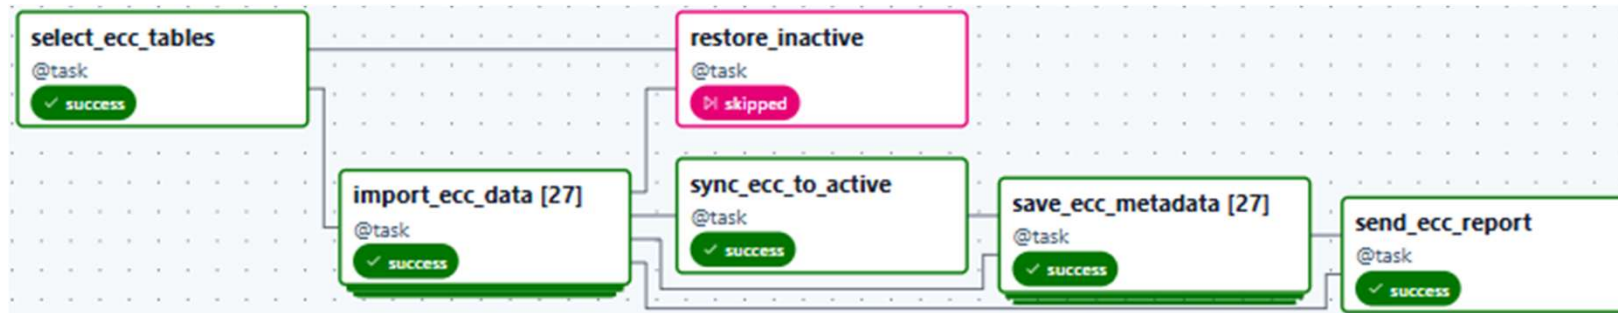 select_ecc_tables
@task
success
restore_inactive
@task
skipped
import_ecc_data [27]
@task
success
sync_ecc_to_active
@task
success
save_ecc_metadata [27]
@task
success
send_ecc_report
@task
success